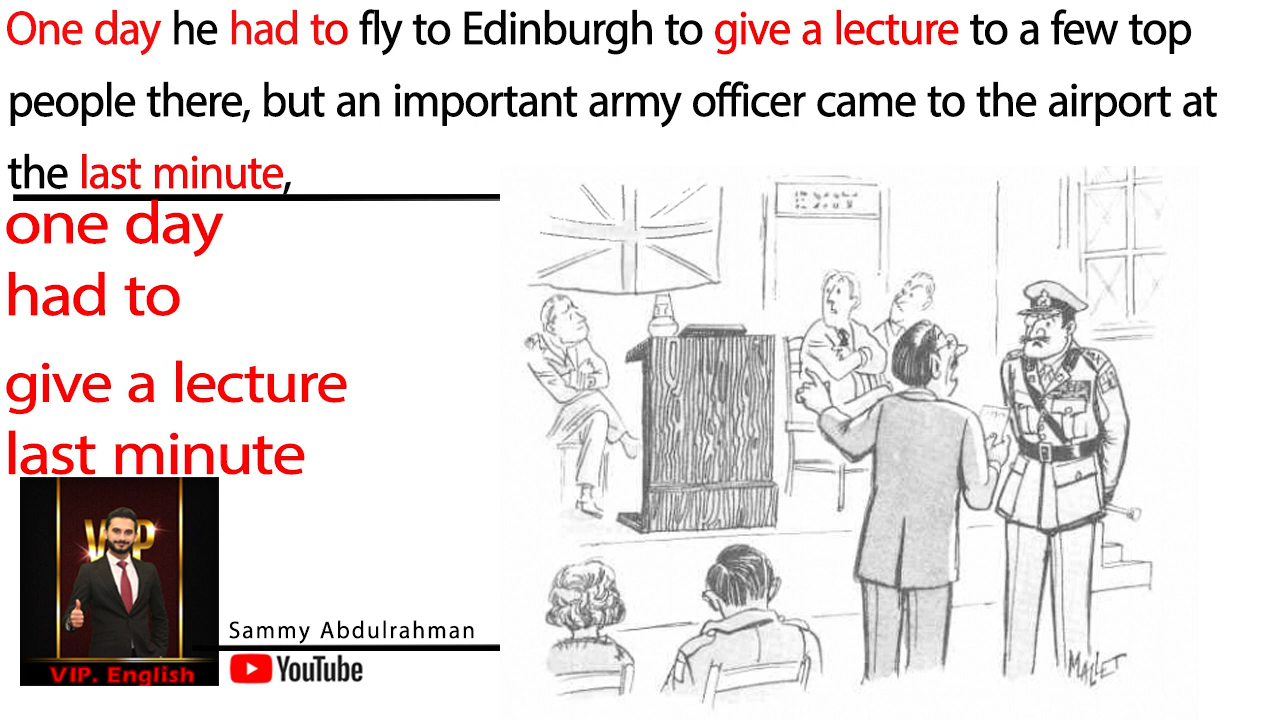 One day he had to fly to Edinburgh to give a lecture to a few top
people there, but an important army officer came to the airport at
the last minute,
one day
had to
give a lecture
last minute
VIP
VIP. English
Sammy Abdulrahman
YouTube
MALLET